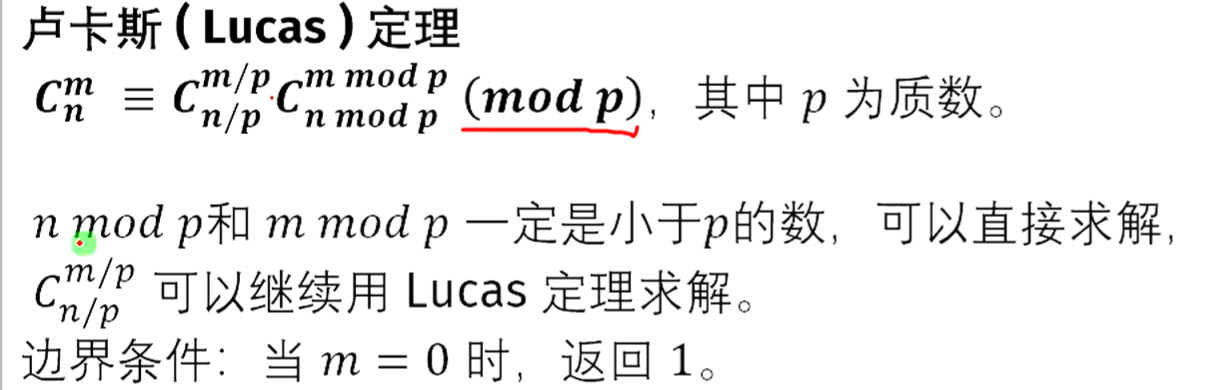 卢卡斯(Lucas)定理
C_n^m ≡ C_{n/p}^{m/p} · C_{n mod p}^{m mod p} (mod p),其中 p 为质数。
n mod p和 m mod p 一定是小于p的数,可以直接求解,
C_{n/p}^{m/p} 可以继续用 Lucas 定理求解。
边界条件:当 m = 0 时,返回 1。